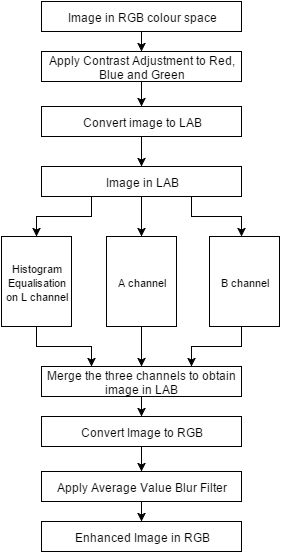 Image in RGB colour space
Apply Contrast Adjustment to Red,
Blue and Green
Convert image to LAB
Image in LAB
Histogram
Equalisation
on L channel
A channel
B channel
Merge the three channels to obtain
image in LAB
Convert Image to RGB
Apply Average Value Blur Filter
Enhanced Image in RGB